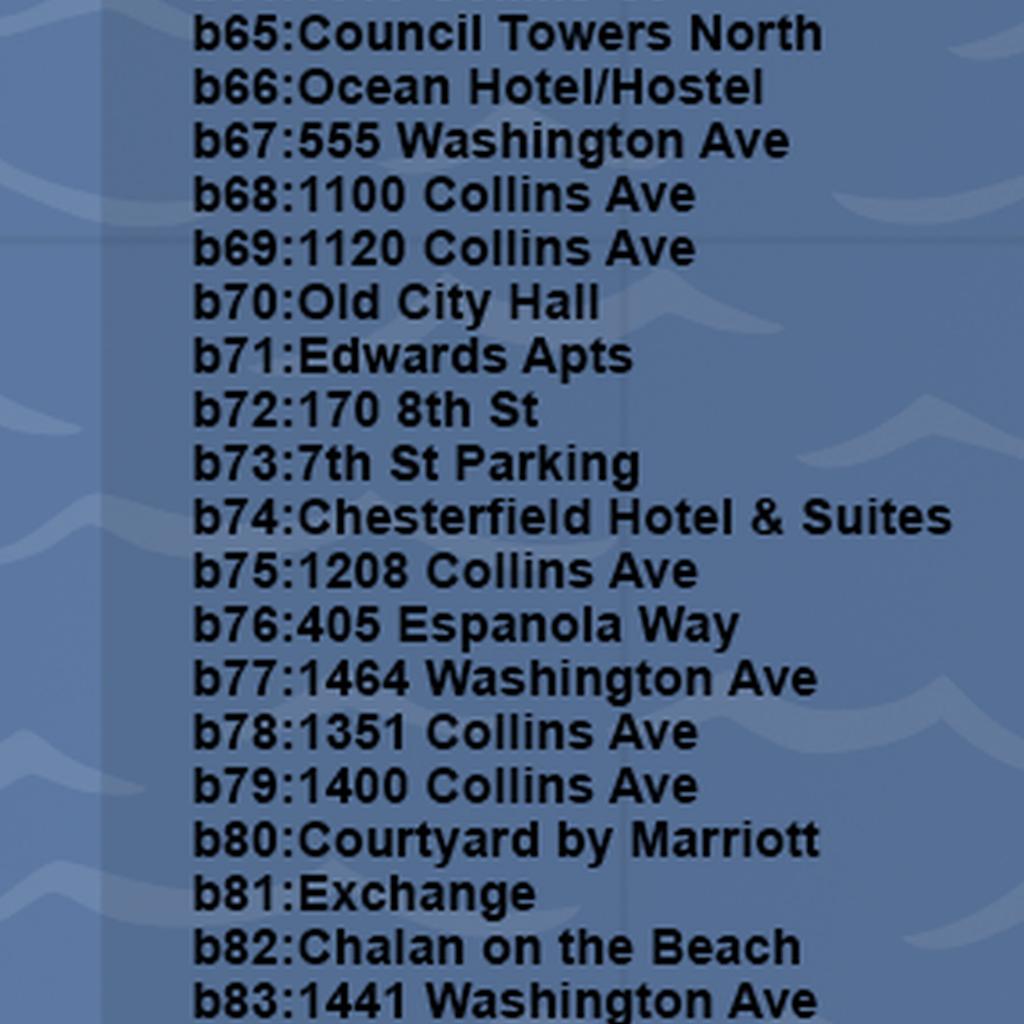 b65:Council Towers North
b66:Ocean Hotel/Hostel
b67:555 Washington Ave
b68:1100 Collins Ave
b69:1120 Collins Ave
b70:Old City Hall
b71:Edwards Apts
b72:170 8th St
b73:7th St Parking
b74:Chesterfield Hotel & Suites
b75:1208 Collins Ave
b76:405 Espanola Way
b77:1464 Washington Ave
b78:1351 Collins Ave
b79:1400 Collins Ave
b80:Courtyard by Marriott
b81:Exchange
b82:Chalan on the Beach
b83:1441 Washington Ave